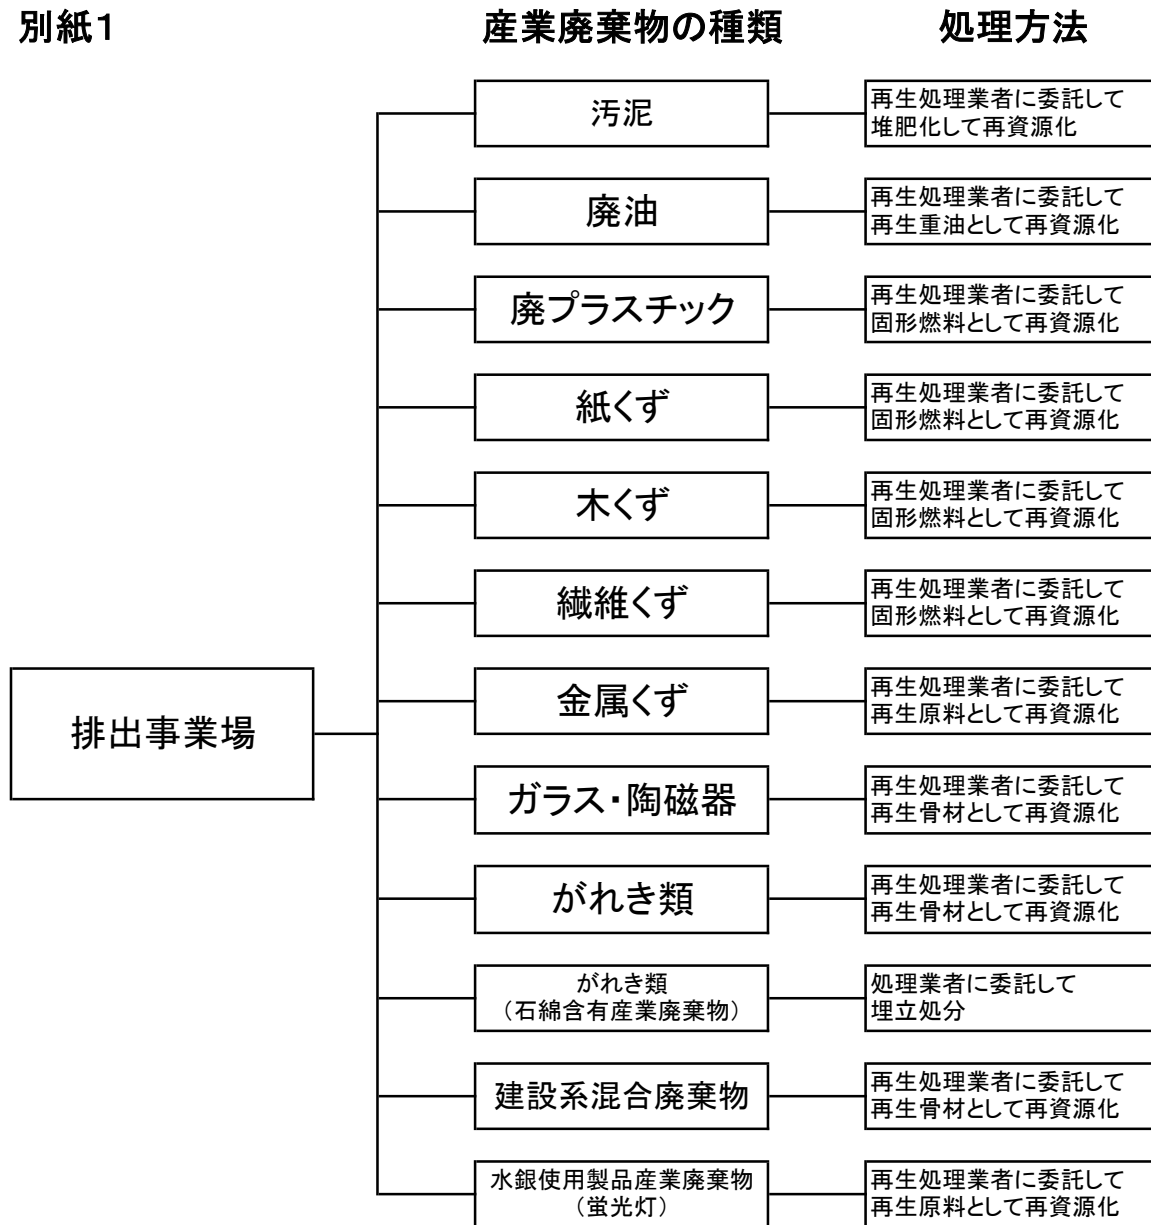 別紙1
産業廃棄物の種類
処理方法
汚泥
再生処理業者に委託して
堆肥化して再資源化
廃油
再生処理業者に委託して
再生重油として再資源化
廃プラスチック
再生処理業者に委託して
固形燃料として再資源化
紙くず
再生処理業者に委託して
固形燃料として再資源化
木くず
再生処理業者に委託して
固形燃料として再資源化
繊維くず
再生処理業者に委託して
固形燃料として再資源化
排出事業場
金属くず
再生処理業者に委託して
再生原料として再資源化
ガラス・陶磁器
再生処理業者に委託して
再生骨材として再資源化
がれき類
再生処理業者に委託して
再生骨材として再資源化
がれき類
（石綿含有産業廃棄物）
処理業者に委託して
埋立処分
建設系混合廃棄物
再生処理業者に委託して
再生骨材として再資源化
水銀使用製品産業廃棄物
（蛍光灯）
再生処理業者に委託して
再生原料として再資源化